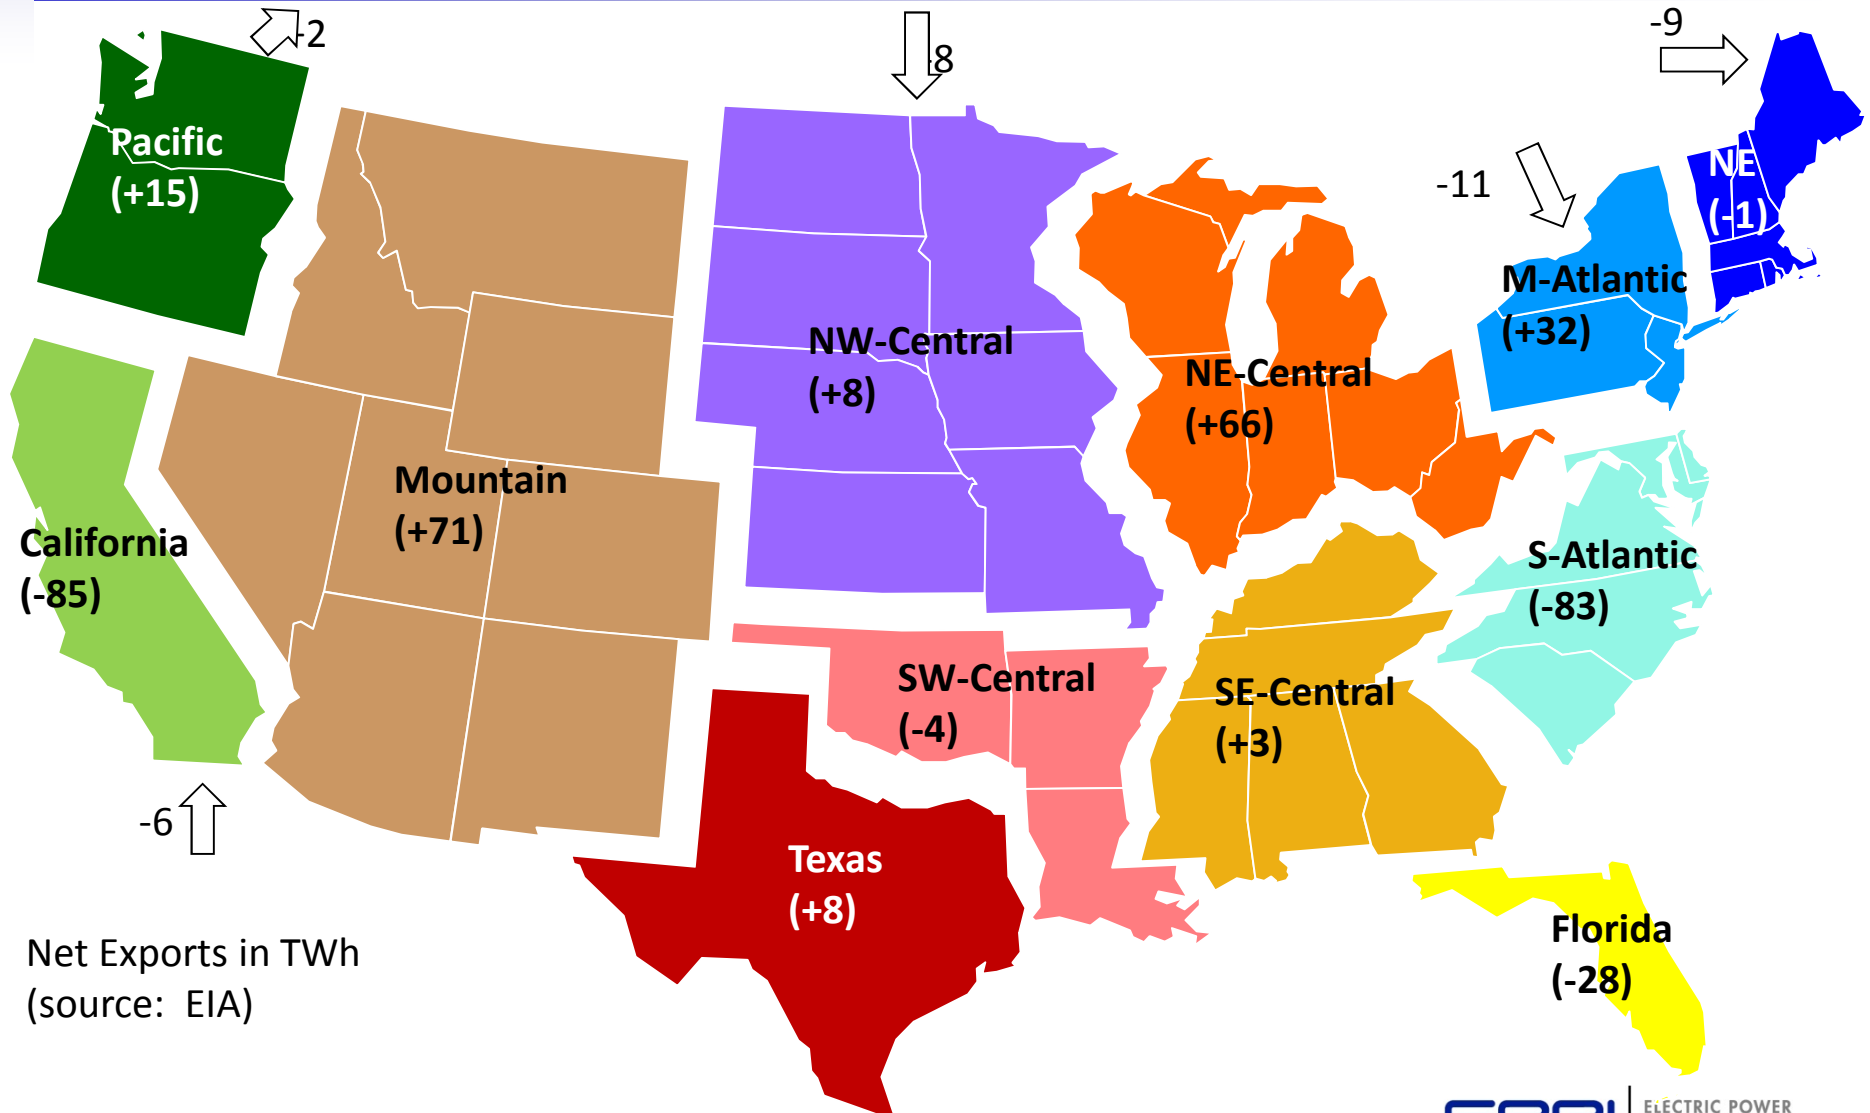 -2
-8
-9
-11
Pacific
(+15)
NE
(-1)
M-Atlantic
(+32)
NW-Central
(+8)
NE-Central
(+66)
Mountain
(+71)
California
(-85)
S-Atlantic
(-83)
SW-Central
(-4)
SE-Central
(+3)
-6
Texas
(+8)
Florida
(-28)
Net Exports in TWh
(source: EIA)
EPRI
ELECTRIC POWER